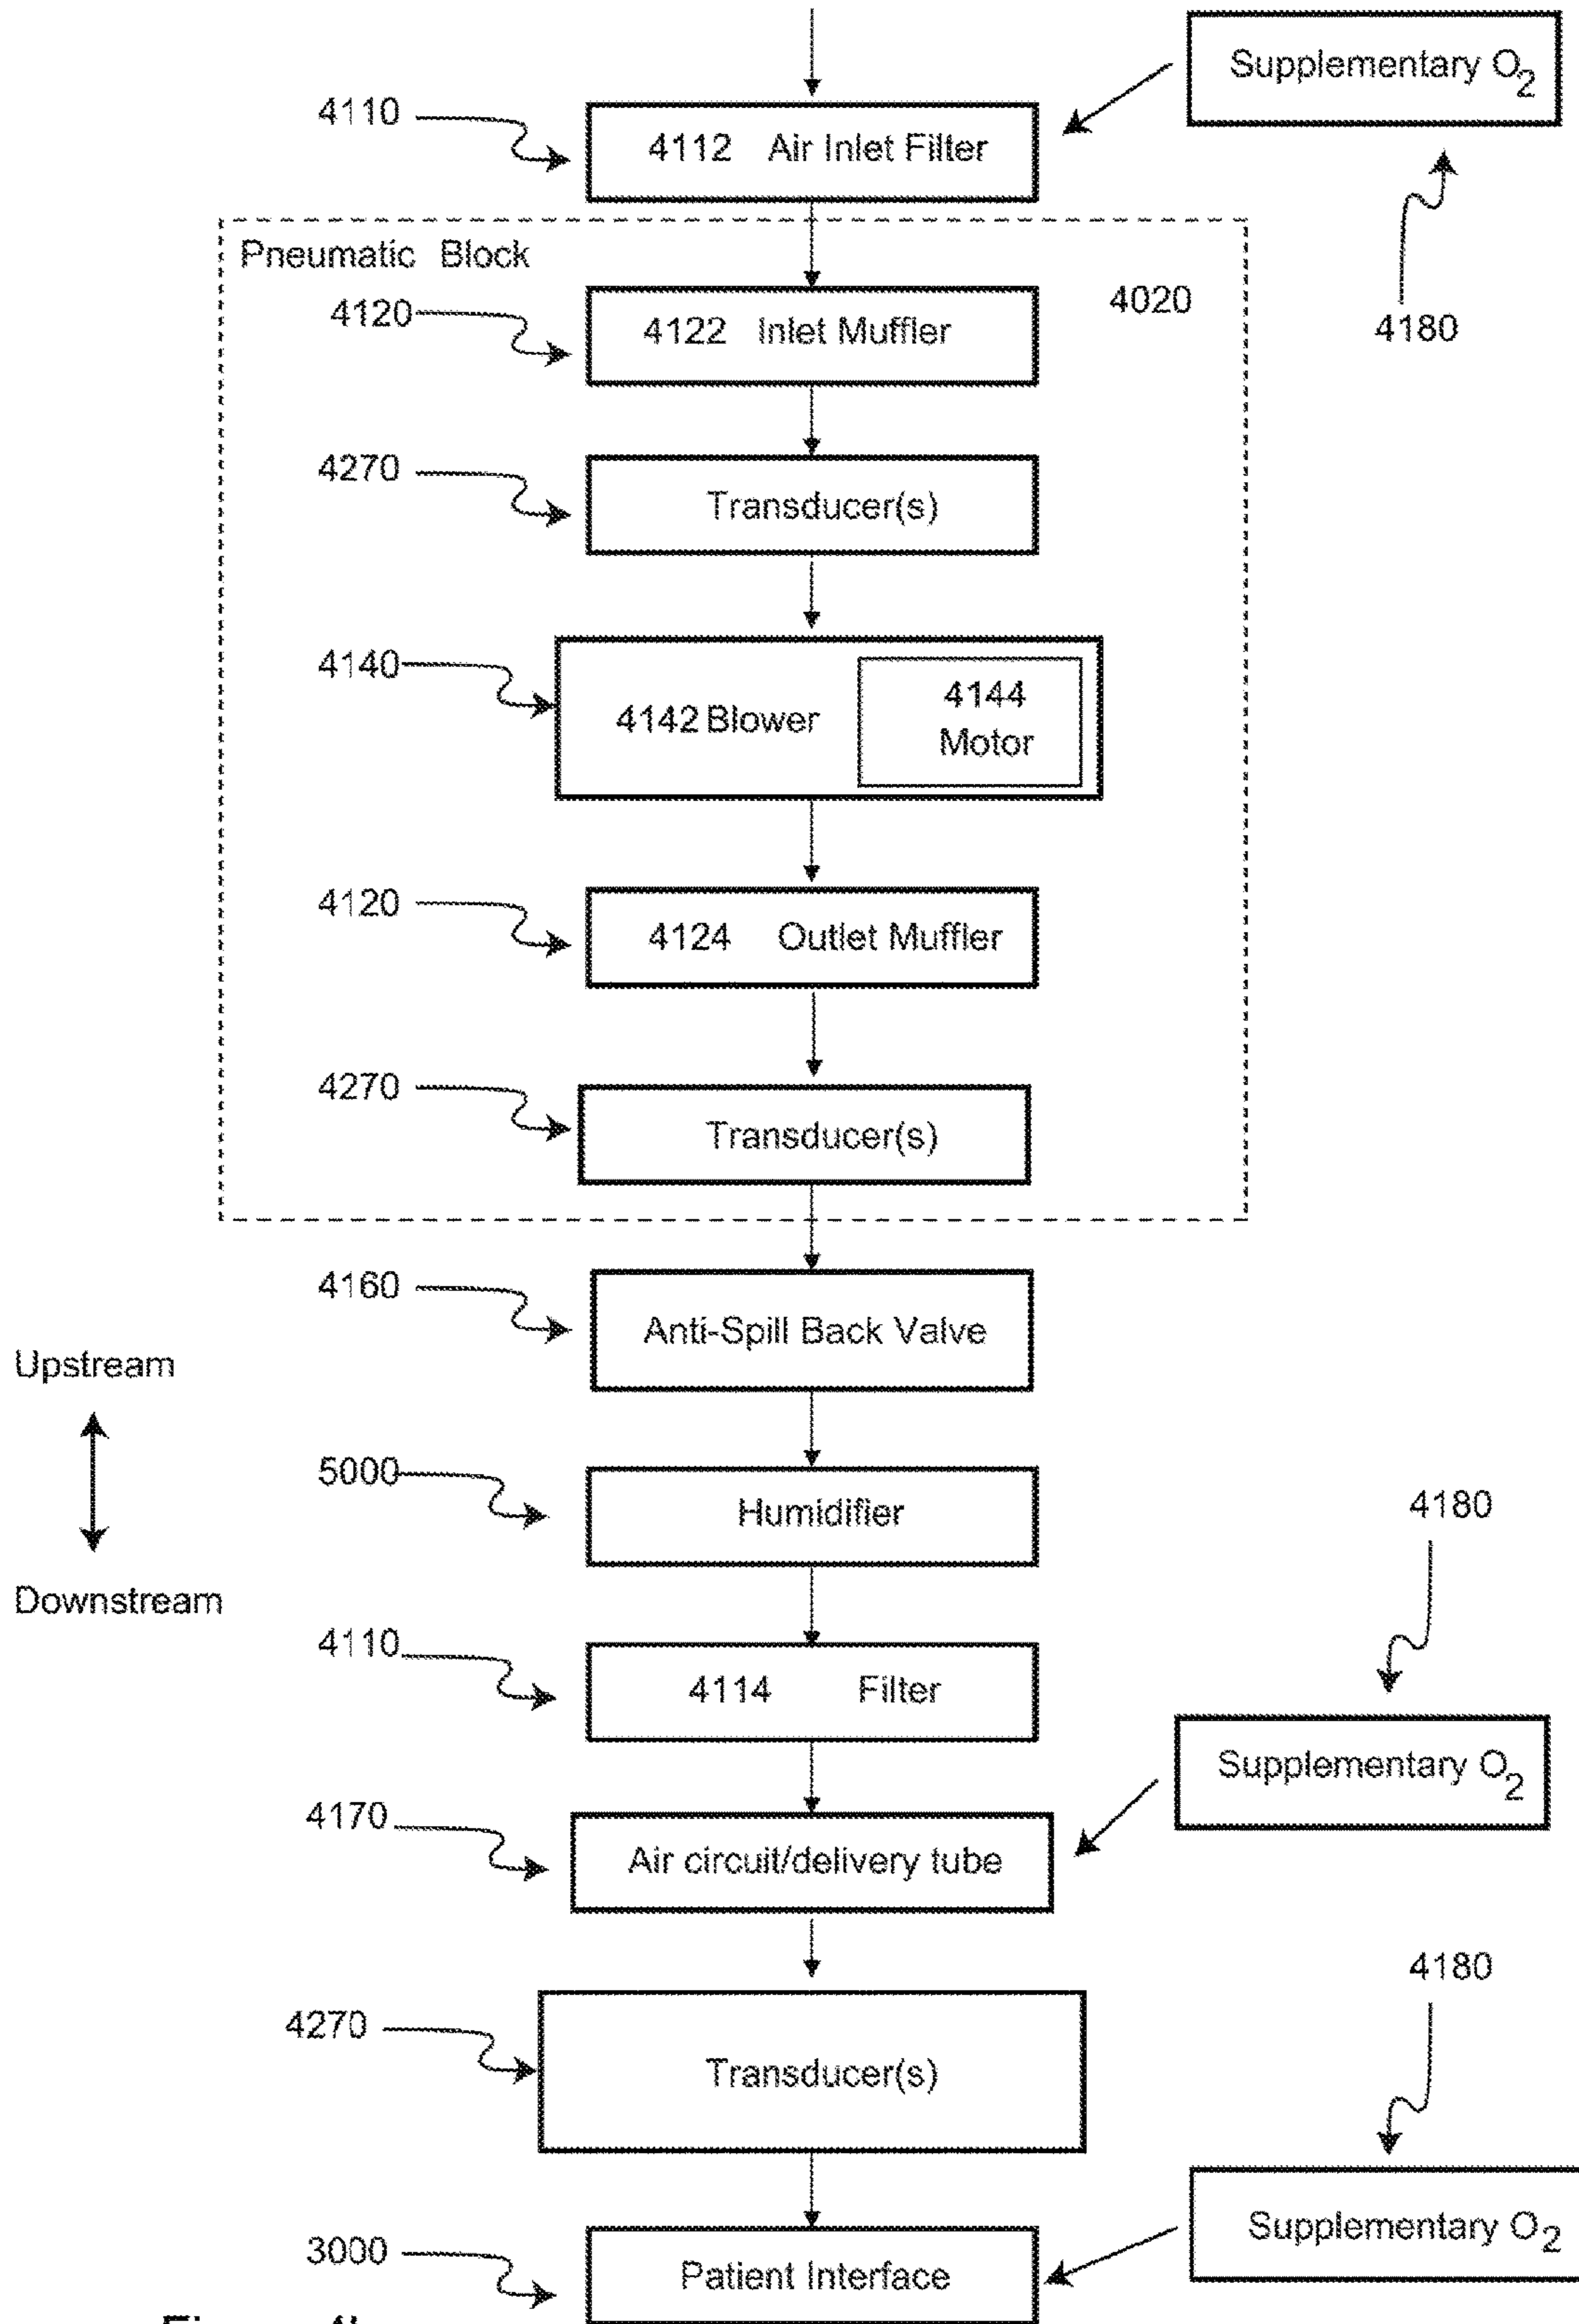 Supplementary O2
4110
4112 Air Inlet Filter
Pneumatic Block
4020
4180
4120
4122 Inlet Muffler
4270
Transducer(s)
4140
4142 Blower
4144
Motor
4120
4124 Outlet Muffler
4270
Transducer(s)
4160
Anti-Spill Back Valve
Upstream
Downstream
5000
Humidifier
4180
4110
4114 Filter
Supplementary O2
4170
Air circuit/delivery tube
4180
4270
Transducer(s)
3000
Patient Interface
Supplementary O2